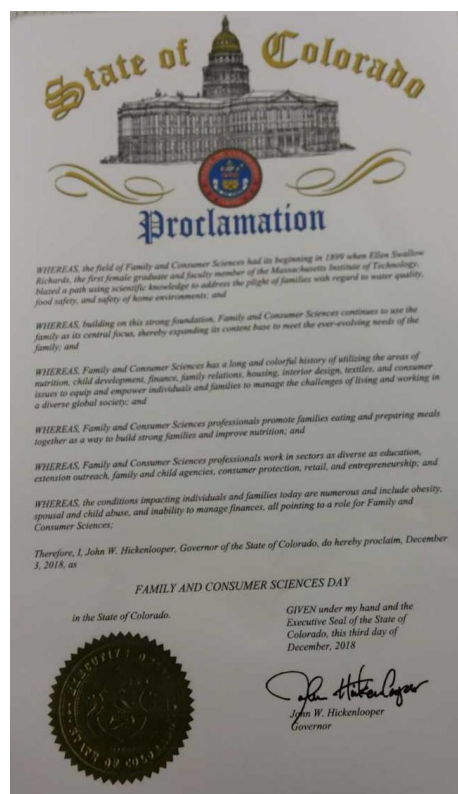 State of Colorado
Proclamation
WHEREAS, the field of Family and Consumer Sciences had its beginning in 1899 when Ellen Swallow
Richards, the first female graduate and faculty member of the Massachusetts Institute of Technology,
blazed a path using scientific knowledge to address the plight of families with regard to water quality,
food safety, and safety of home environments; and
WHEREAS, building on this strong foundation, Family and Consumer Sciences continues to use the
family as its central focus, thereby expanding its content base to meet the ever-evolving needs of the
family; and
WHEREAS, Family and Consumer Sciences has a long and colorful history of utilizing the areas of
nutrition, child development, finance, family relations, housing, interior design, textiles, and consumer
issues to equip and empower individuals and families to manage the challenges of living and working in
a diverse global society; and
WHEREAS, Family and Consumer Sciences professionals promote families eating and preparing meals
together as a way to build strong families and improve nutrition; and
WHEREAS, Family and Consumer Sciences professionals work in sectors as diverse as education,
extension outreach, family and child agencies, consumer protection, retail, and entrepreneurship; and
WHEREAS, the conditions impacting individuals and families today are numerous and include obesity,
spousal and child abuse, and inability to manage finances, all pointing to a role for Family and
Consumer Sciences;
Therefore, I, John W. Hickenlooper, Governor of the State of Colorado, do hereby proclaim, December
3, 2018, as
FAMILY AND CONSUMER SCIENCES DAY
in the State of Colorado.
GIVEN under my hand and the
Executive Seal of the State of
Colorado, this third day of
December, 2018
John Hickenlooper
John W. Hickenlooper
Governor
EXECUTIVE
STATE OF COLO